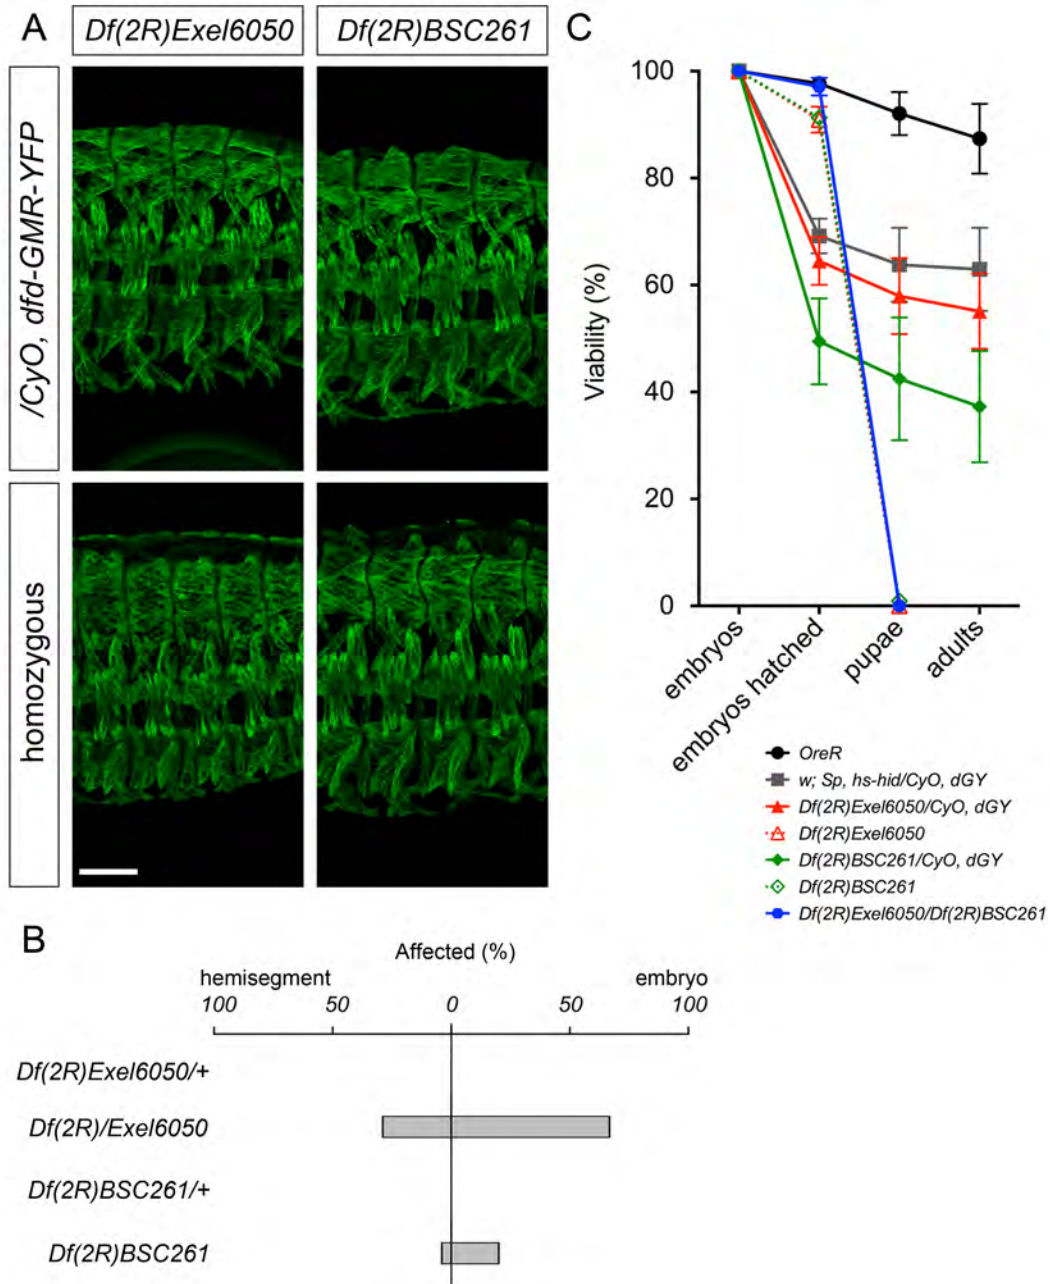 A
Df(2R)Exel6050
Df(2R)BSC261
/CyO, dfd-GMR-YFP
homozygous
C
100
80
60
40
20
0
Viability (%)
embryos
embryos hatched
pupae
adults
OreR
w; Sp, hs-hid/CyO, dGY
Df(2R)Exel6050/CyO, dGY
Df(2R)Exel6050
Df(2R)BSC261/CyO, dGY
Df(2R)BSC261
Df(2R)Exel6050/Df(2R)BSC261
B
Affected (%)
hemisegment embryo
100 50 0 50 100
Df(2R)Exel6050/+
Df(2R)/Exel6050
Df(2R)BSC261/+
Df(2R)BSC261